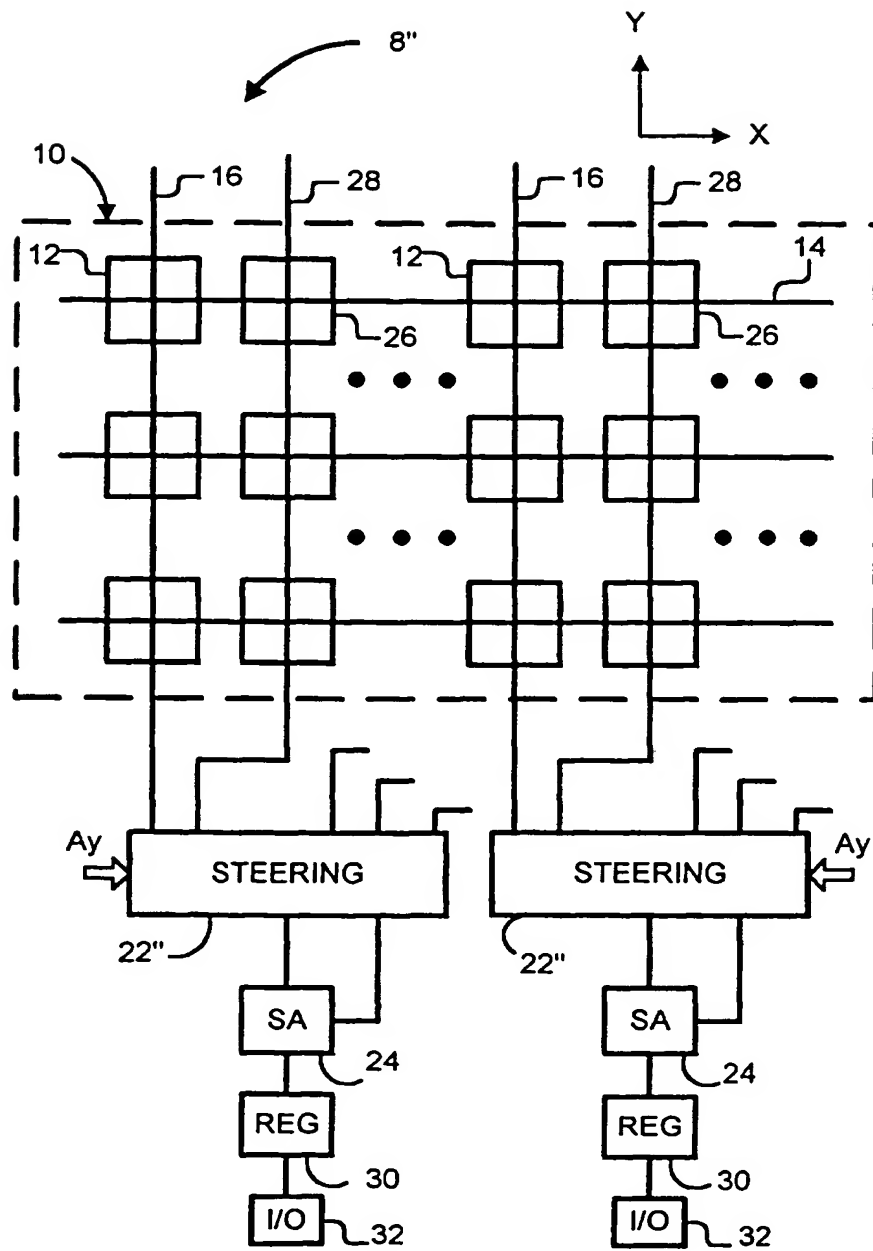 8"
Y
X
10
16
28
16
28
12
12
14
26
26
Ay
STEERING
STEERING
Ay
22"
22"
SA
SA
24
24
REG
REG
30
30
I/O
32
I/O
32